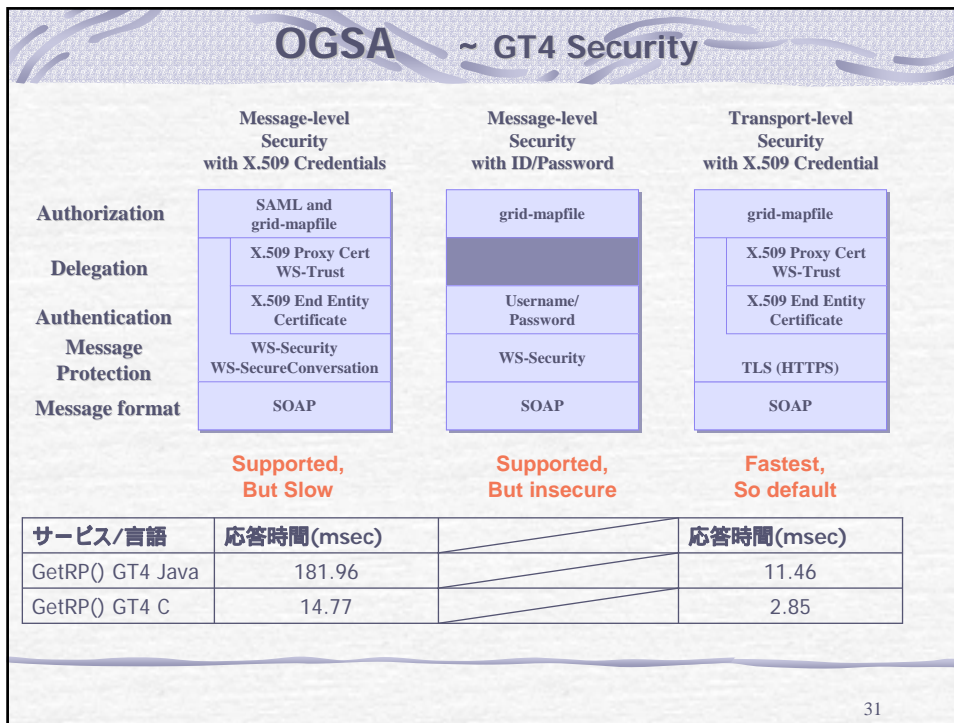 OGSA ~ GT4 Security
Message-level
Security
with X.509 Credentials
Message-level
Security
with ID/Password
Transport-level
Security
with X.509 Credential
Authorization
SAML and
grid-mapfile
grid-mapfile
grid-mapfile
Delegation
X.509 Proxy Cert
WS-Trust
X.509 Proxy Cert
WS-Trust
Authentication
X.509 End Entity
Certificate
Username/
Password
X.509 End Entity
Certificate
Message
Protection
WS-Security
WS-SecureConversation
WS-Security
TLS (HTTPS)
Message format
SOAP
SOAP
SOAP
Supported,
But Slow
Supported,
But insecure
Fastest,
So default
サービス/言語 応答時間(msec) 応答時間(msec)
GetRP() GT4 Java 181.96 11.46
GetRP() GT4 C 14.77 2.85
31